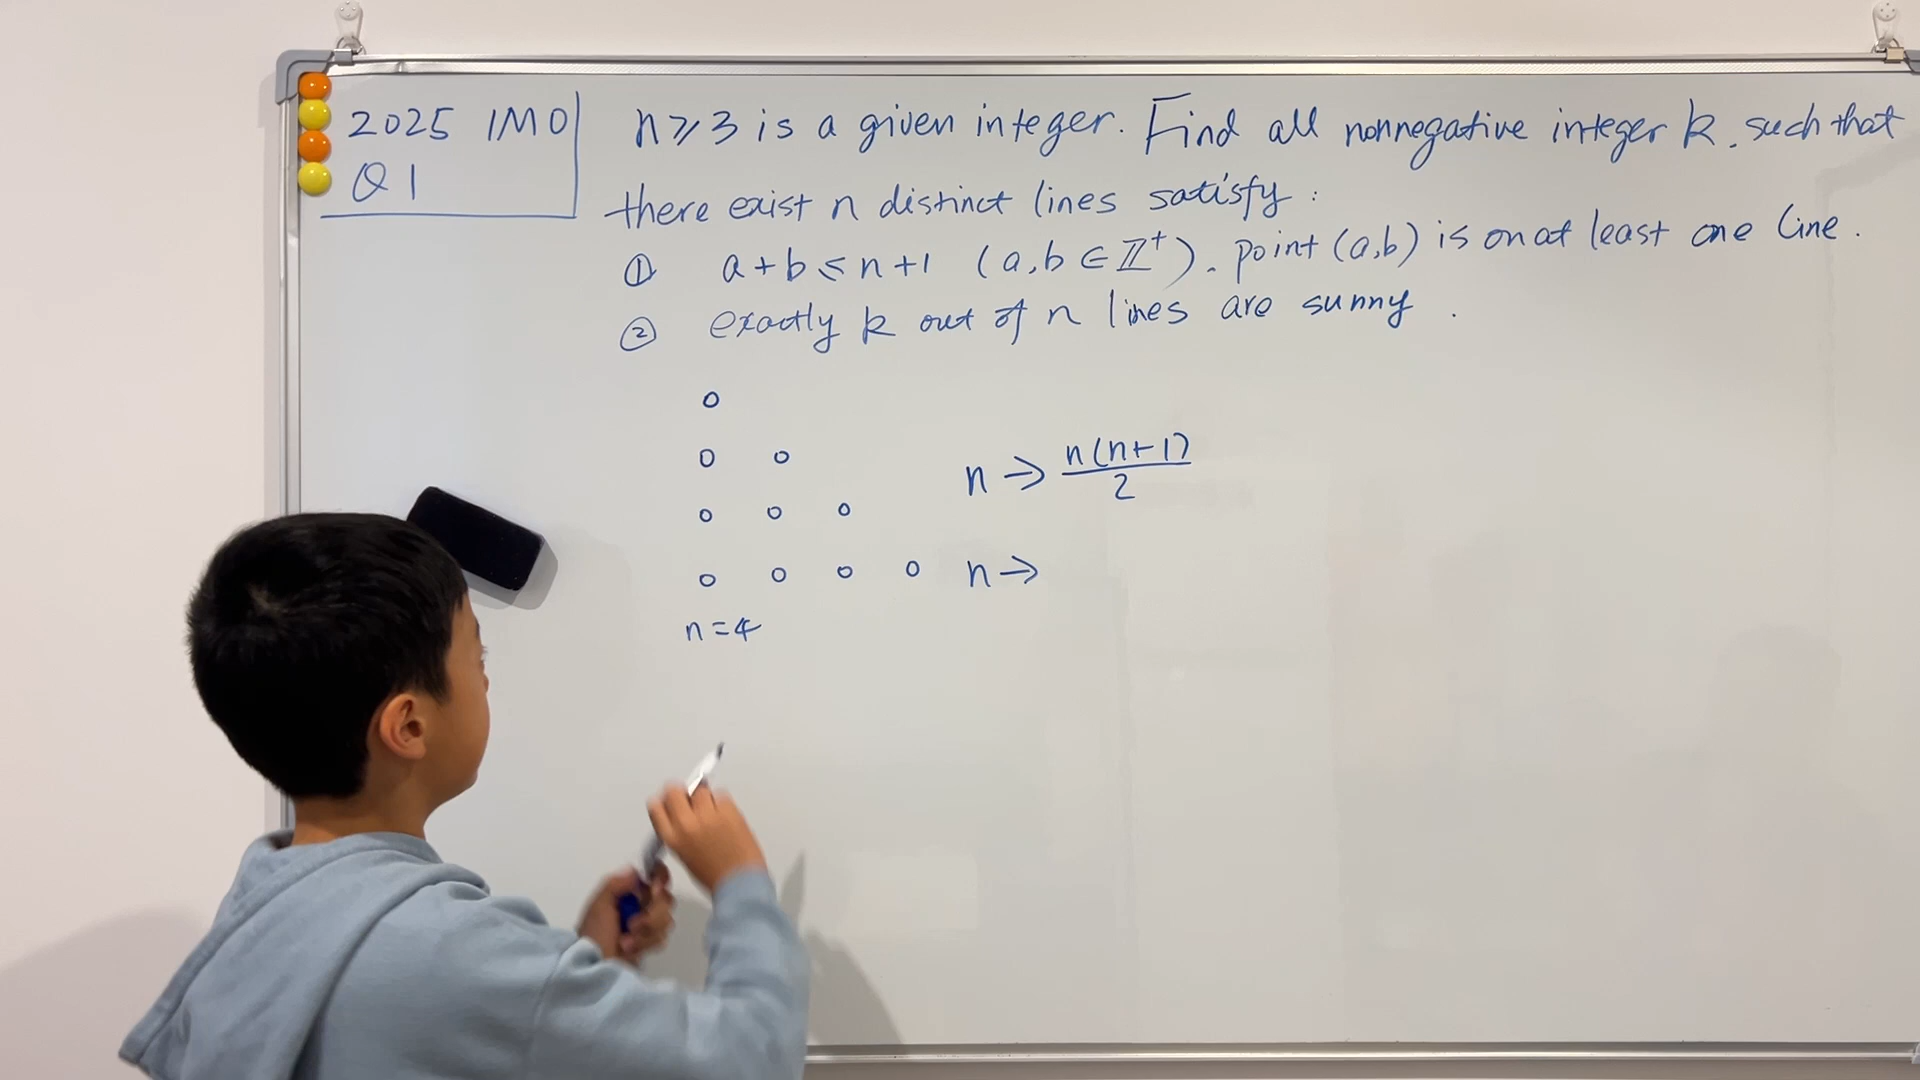 2025 IMO
Q1
n⩾3 is a given integer. Find all nonnegative integer k. such that
there exist n distinct lines satisfy:
① a+b≤n+1 (a,b∈ℤ⁺). point (a,b) is on at least one line.
② exactly k out of n lines are sunny.
n→ n(n+1)/2
n→
n=4